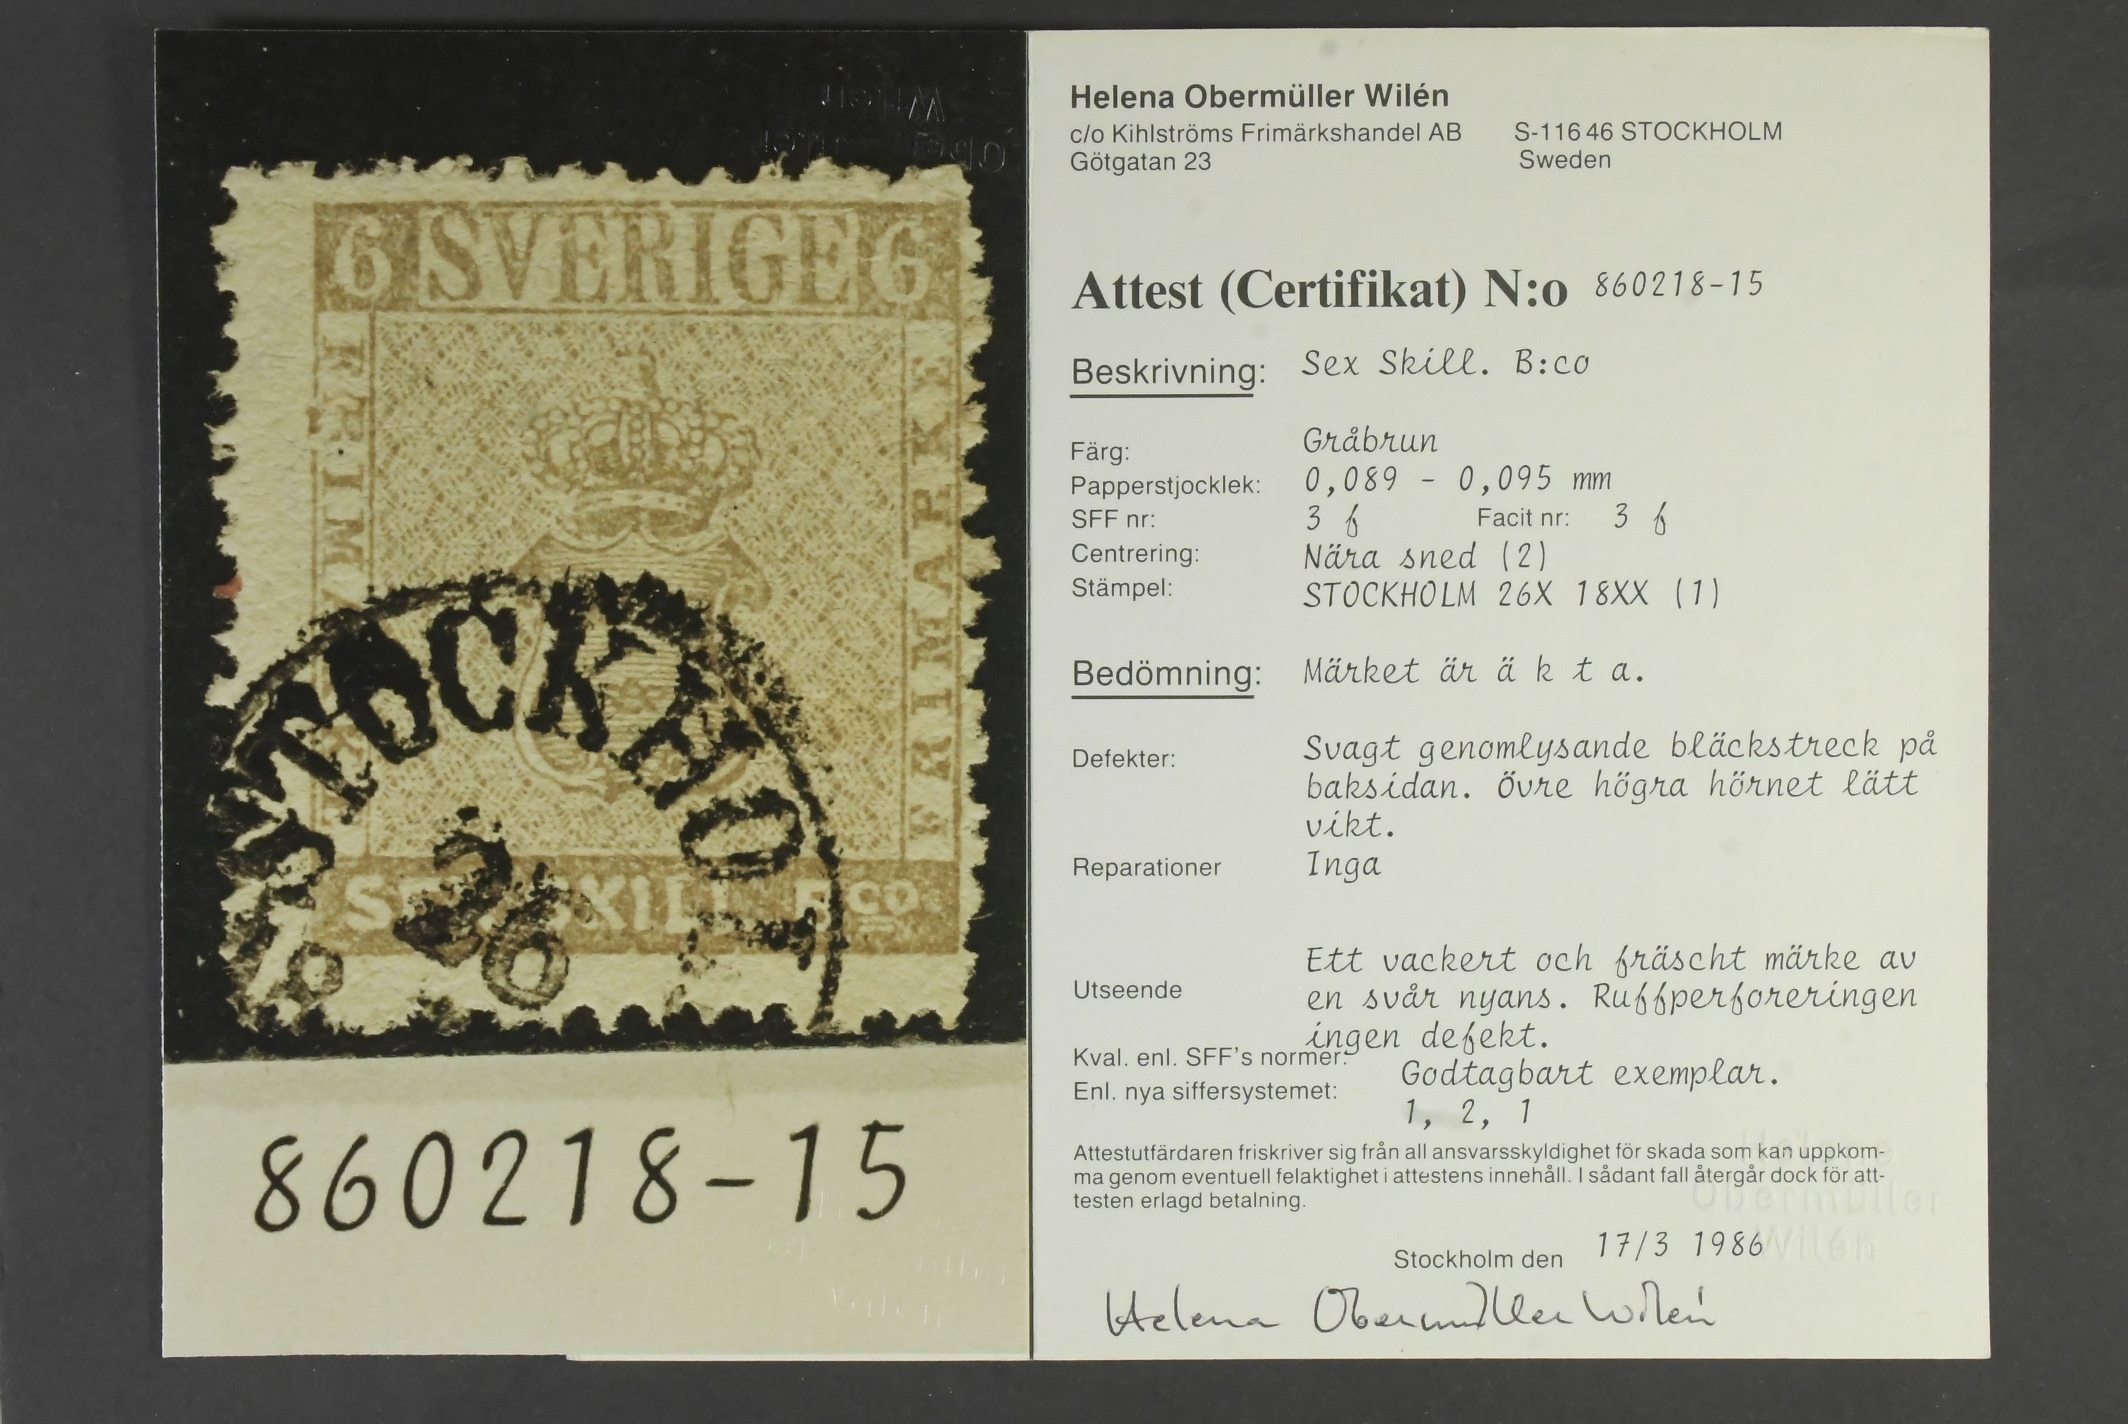 6 SVERIGE 6
FRIMÄRKE
STOCKHOL
26
860218-15
Helena Obermüller Wilén
c/o Kihlströms Frimärkshandel AB S-116 46 STOCKHOLM
Götgatan 23 Sweden
Attest (Certifikat) N:o 860218-15
Beskrivning: Sex Skill. B:co
Färg: Gråbrun
Papperstjocklek: 0,089 - 0,095 mm
SFF nr: 3 f Facit nr: 3 f
Centrering: Nära sned (2)
Stämpel: STOCKHOLM 26X 18XX (1)
Bedömning: Märket är ä k t a.
Defekter: Svagt genomlysande bläckstreck på
baksidan. Övre högra hörnet lätt
vikt.
Reparationer Inga
Ett vackert och fräscht märke av
Utseende en svår nyans. Ruffperforeringen
ingen defekt.
Kval. enl. SFF's normer: Godtagbart exemplar.
Enl. nya siffersystemet: 1, 2, 1
Attestutfärdaren friskriver sig från all ansvarsskyldighet för skada som kan uppkom-
ma genom eventuell felaktighet i attestens innehåll. I sådant fall återgår dock för att-
testen erlagd betalning.
Helena
Obermüller
Wilén
Stockholm den 17/3 1986
Helena Obermüller Wilén